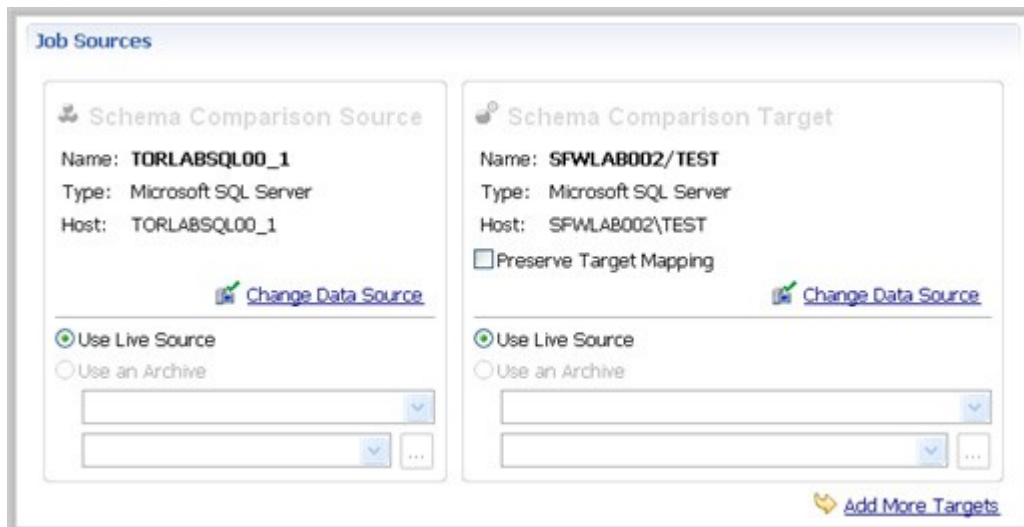 Job Sources
Schema Comparison Source
Name: TORLABSQL00_1
Type: Microsoft SQL Server
Host: TORLABSQL00_1
Change Data Source
Use Live Source
Use an Archive
...
Schema Comparison Target
Name: SFWLAB002/TEST
Type: Microsoft SQL Server
Host: SFWLAB002\TEST
Preserve Target Mapping
Change Data Source
Use Live Source
Use an Archive
...
Add More Targets